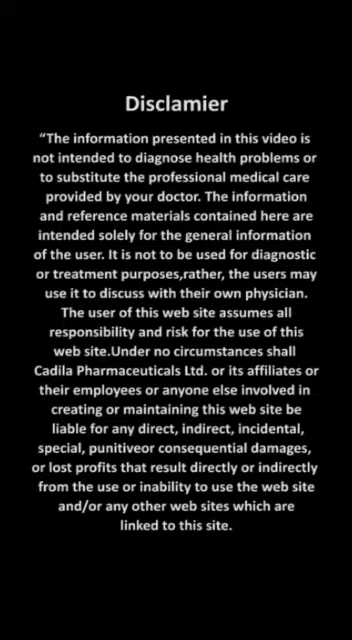 Disclamier
“The information presented in this video is
not intended to diagnose health problems or
to substitute the professional medical care
provided by your doctor. The information
and reference materials contained here are
intended solely for the general information
of the user. It is not to be used for diagnostic
or treatment purposes,rather, the users may
use it to discuss with their own physician.
The user of this web site assumes all
responsibility and risk for the use of this
web site.Under no circumstances shall
Cadila Pharmaceuticals Ltd. or its affiliates or
their employees or anyone else involved in
creating or maintaining this web site be
liable for any direct, indirect, incidental,
special, punitiveor consequential damages,
or lost profits that result directly or indirectly
from the use or inability to use the web site
and/or any other web sites which are
linked to this site.